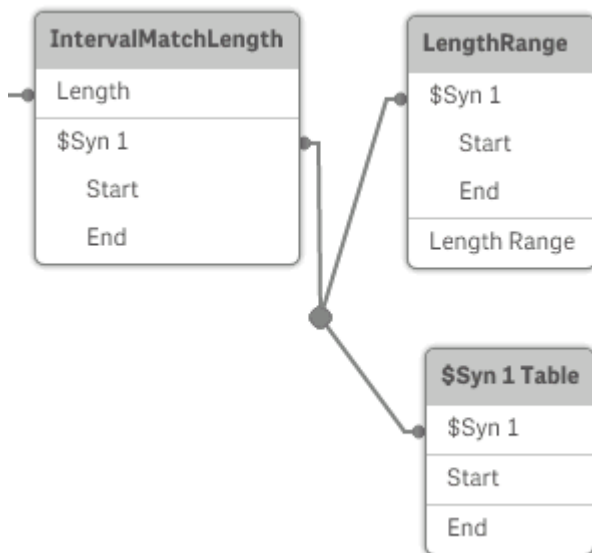 IntervalMatchLength
Length
$Syn 1
Start
End
LengthRange
$Syn 1
Start
End
Length Range
$Syn 1 Table
$Syn 1
Start
End